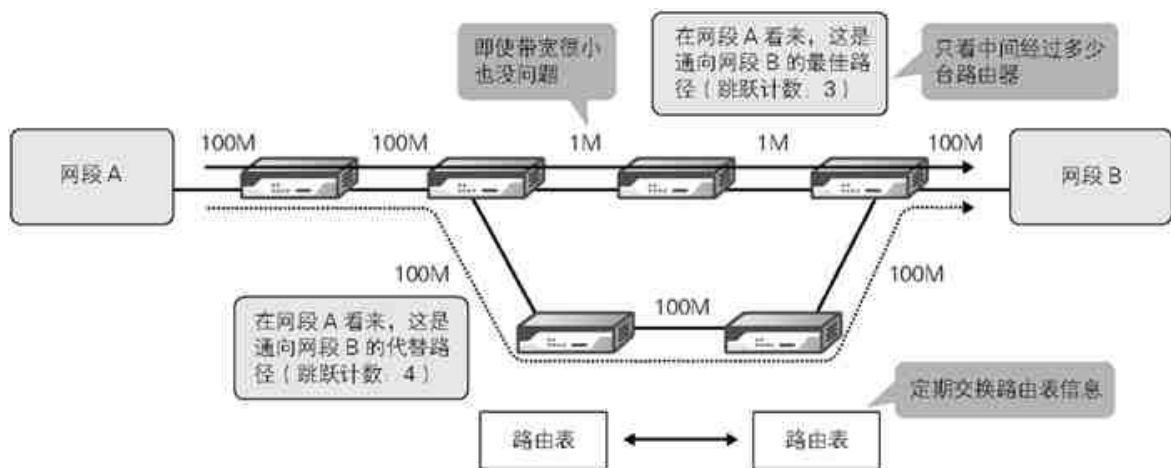 即使带宽很小
也没问题
在网段 A 看来，这是
通向网段 B 的最佳路
径（跳跃计数：3）
只看中间经过多少
台路由器
100M
100M
1M
1M
100M
网段 A
网段 B
100M
100M
100M
在网段 A 看来，这是
通向网段 B 的代替路
径（跳跃计数：4）
定期交换路由表信息
路由表
路由表